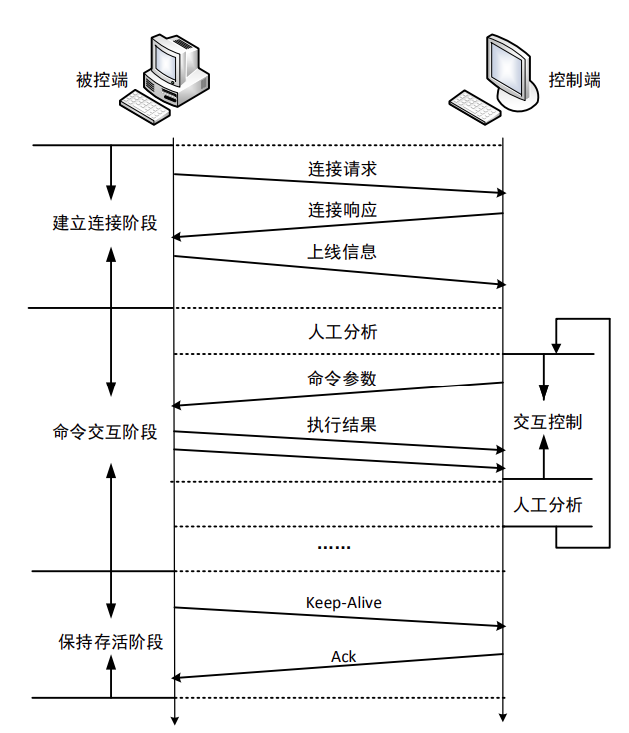 被控端
控制端
连接请求
连接响应
建立连接阶段
上线信息
人工分析
命令参数
执行结果
交互控制
命令交互阶段
人工分析
......
Keep-Alive
保持存活阶段
Ack